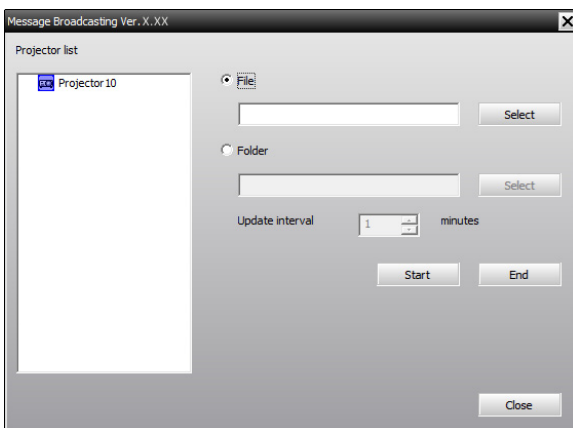 Message Broadcasting Ver. X.XX
Projector list
Projector10
File
Select
Folder
Select
Update interval 1 minutes
Start End
Close